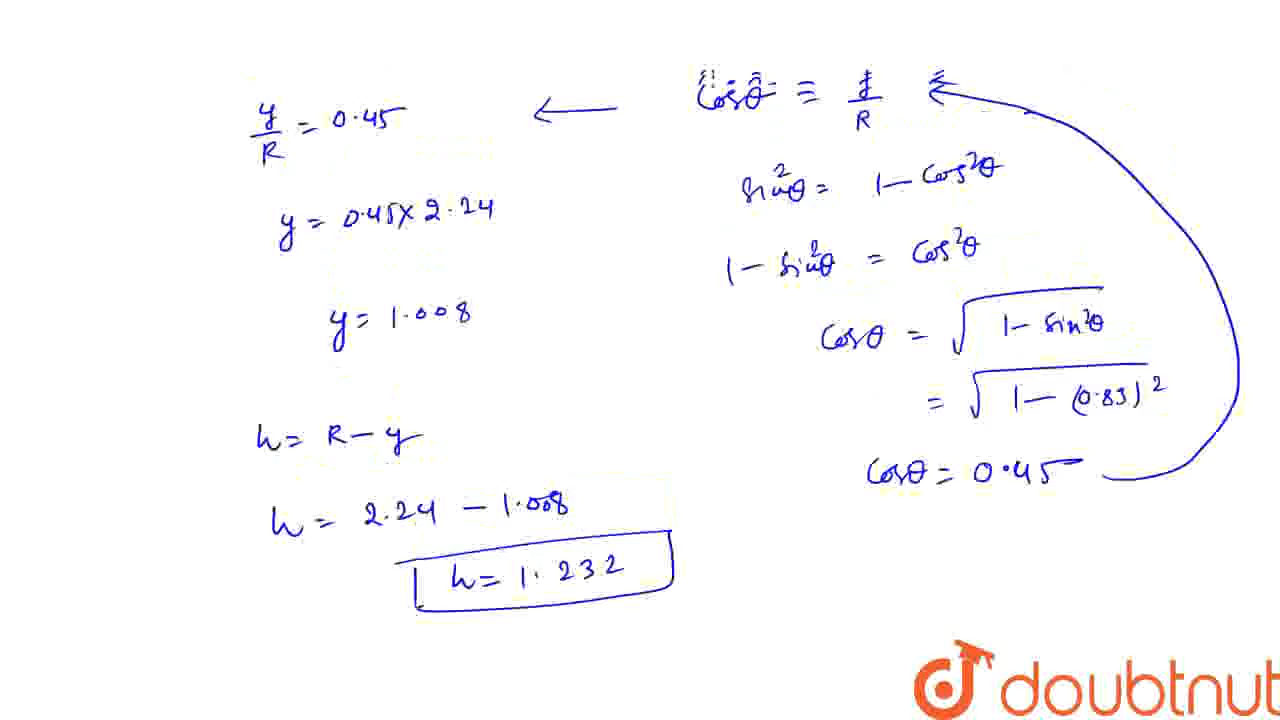 y/R = 0.45
y = 0.45 × 2.24
y = 1.008
h = R − y
h = 2.24 − 1.008
h = 1.232
Cosθ = y/R =
sin²θ = 1 − Cos²θ
1 − sin²θ = Cos²θ
Cosθ = √(1 − sin²θ)
= √(1 − (0.83)²)
Cosθ = 0.45
doubtnut